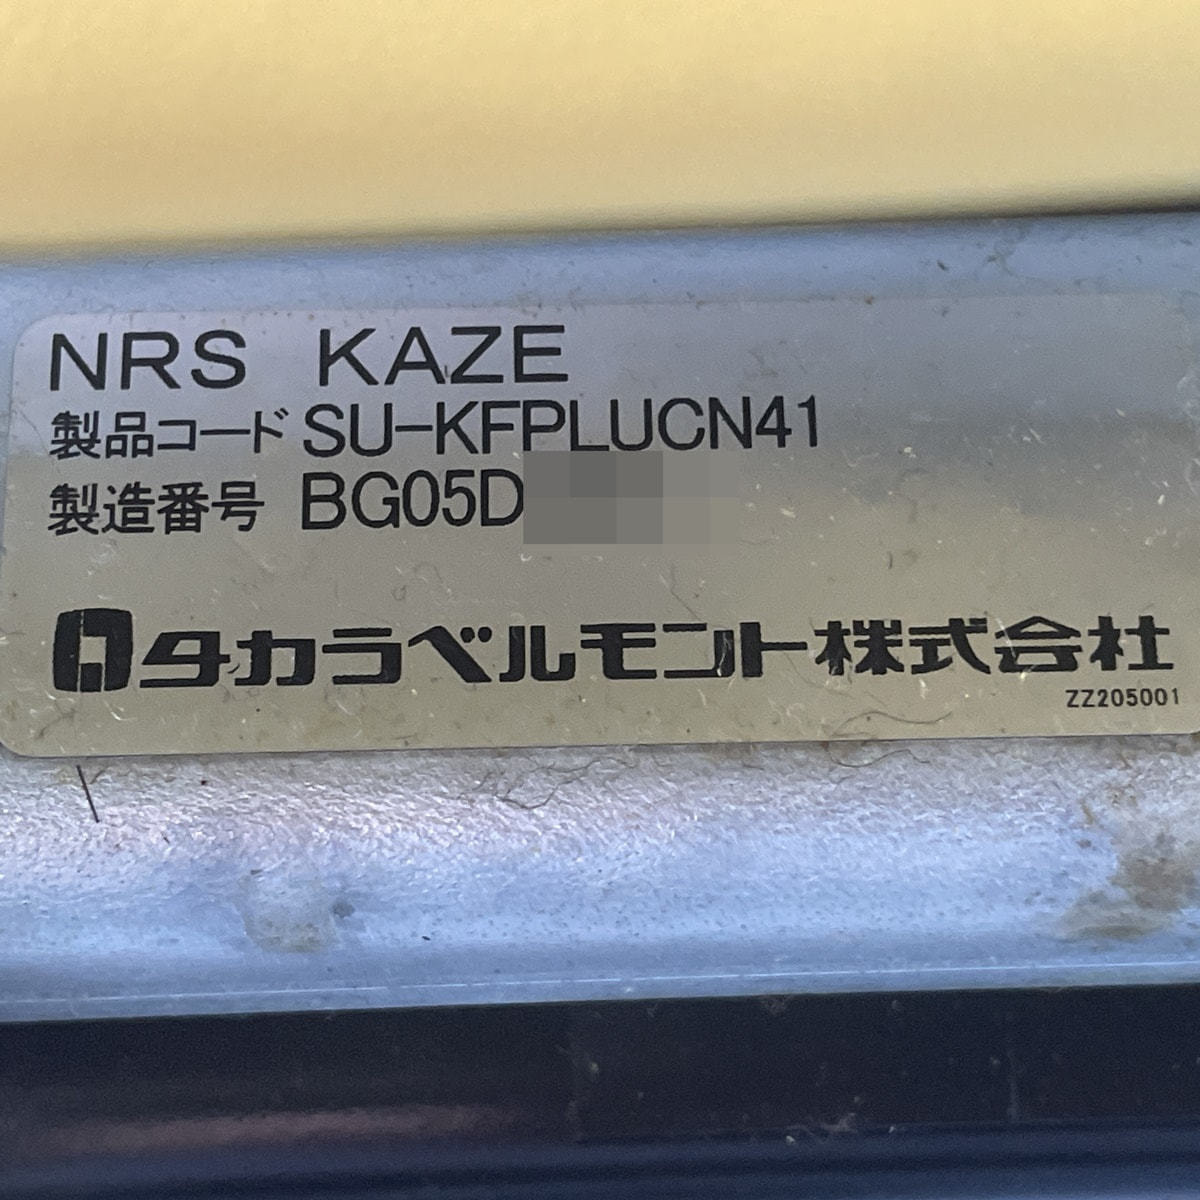 NRS KAZE
製品コード SU-KFPLUCN41
製造番号 BG05D
タカラベルモント株式会社
ZZ205001